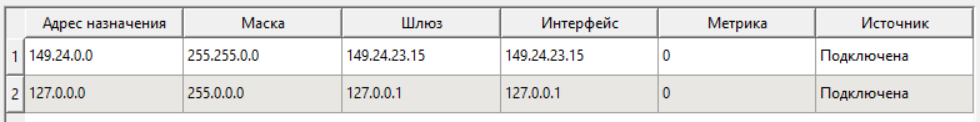 Адрес назначения Маска Шлюз Интерфейс Метрика Источник
1 149.24.0.0 255.255.0.0 149.24.23.15 149.24.23.15 0 Подключена
2 127.0.0.0 255.0.0.0 127.0.0.1 127.0.0.1 0 Подключена